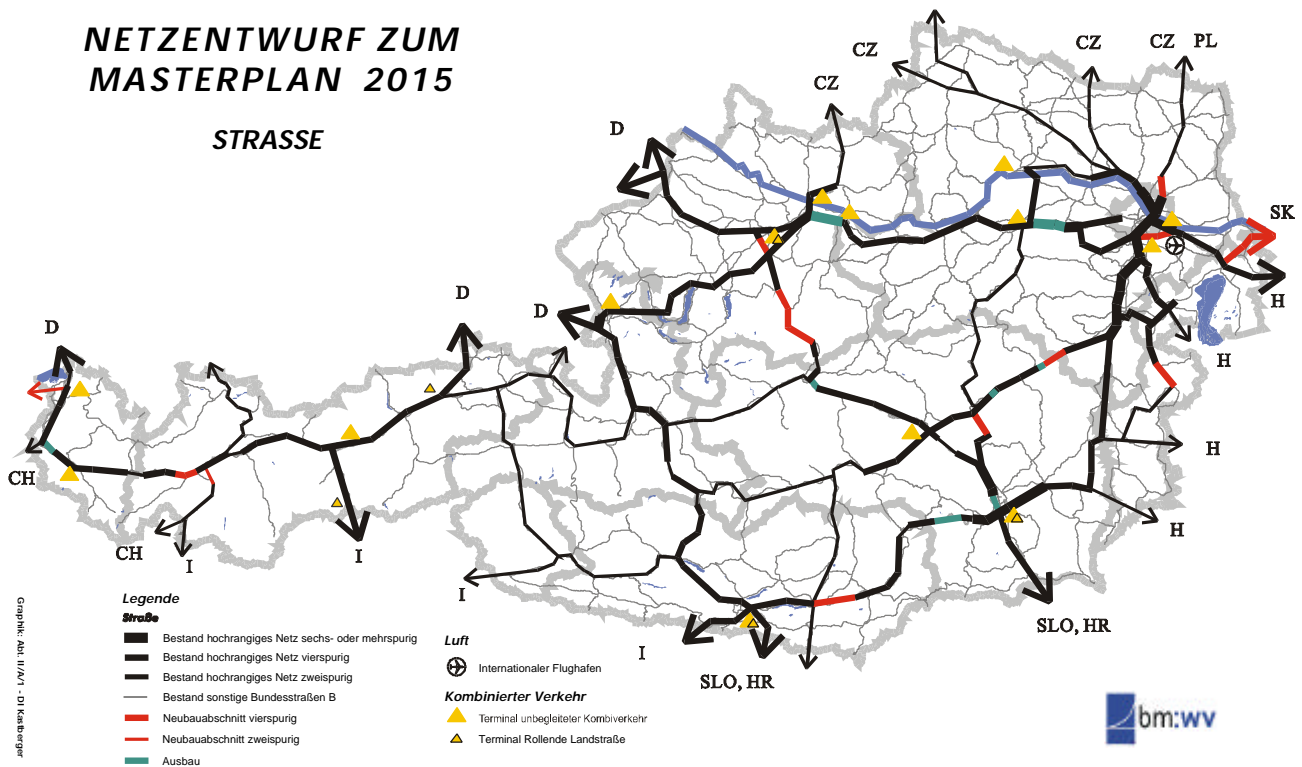 NETZENTWURF ZUM
MASTERPLAN 2015
STRASSE
CZ
CZ
CZ
PL
CZ
D
SK
H
H
D
D
D
H
H
CH
CH
I
I
I
I
SLO, HR
SLO, HR
Legende
Straße
Bestand hochrangiges Netz sechs- oder mehrspurig
Bestand hochrangiges Netz vierspurig
Bestand hochrangiges Netz zweispurig
Bestand sonstige Bundesstraßen B
Neubauabschnitt vierspurig
Neubauabschnitt zweispurig
Ausbau
Luft
Internationaler Flughafen
Kombinierter Verkehr
Terminal unbegleiteter Kombiverkehr
Terminal Rollende Landstraße
Graphik: Abt. II/A/1 - DI Kastberger
bm:wv